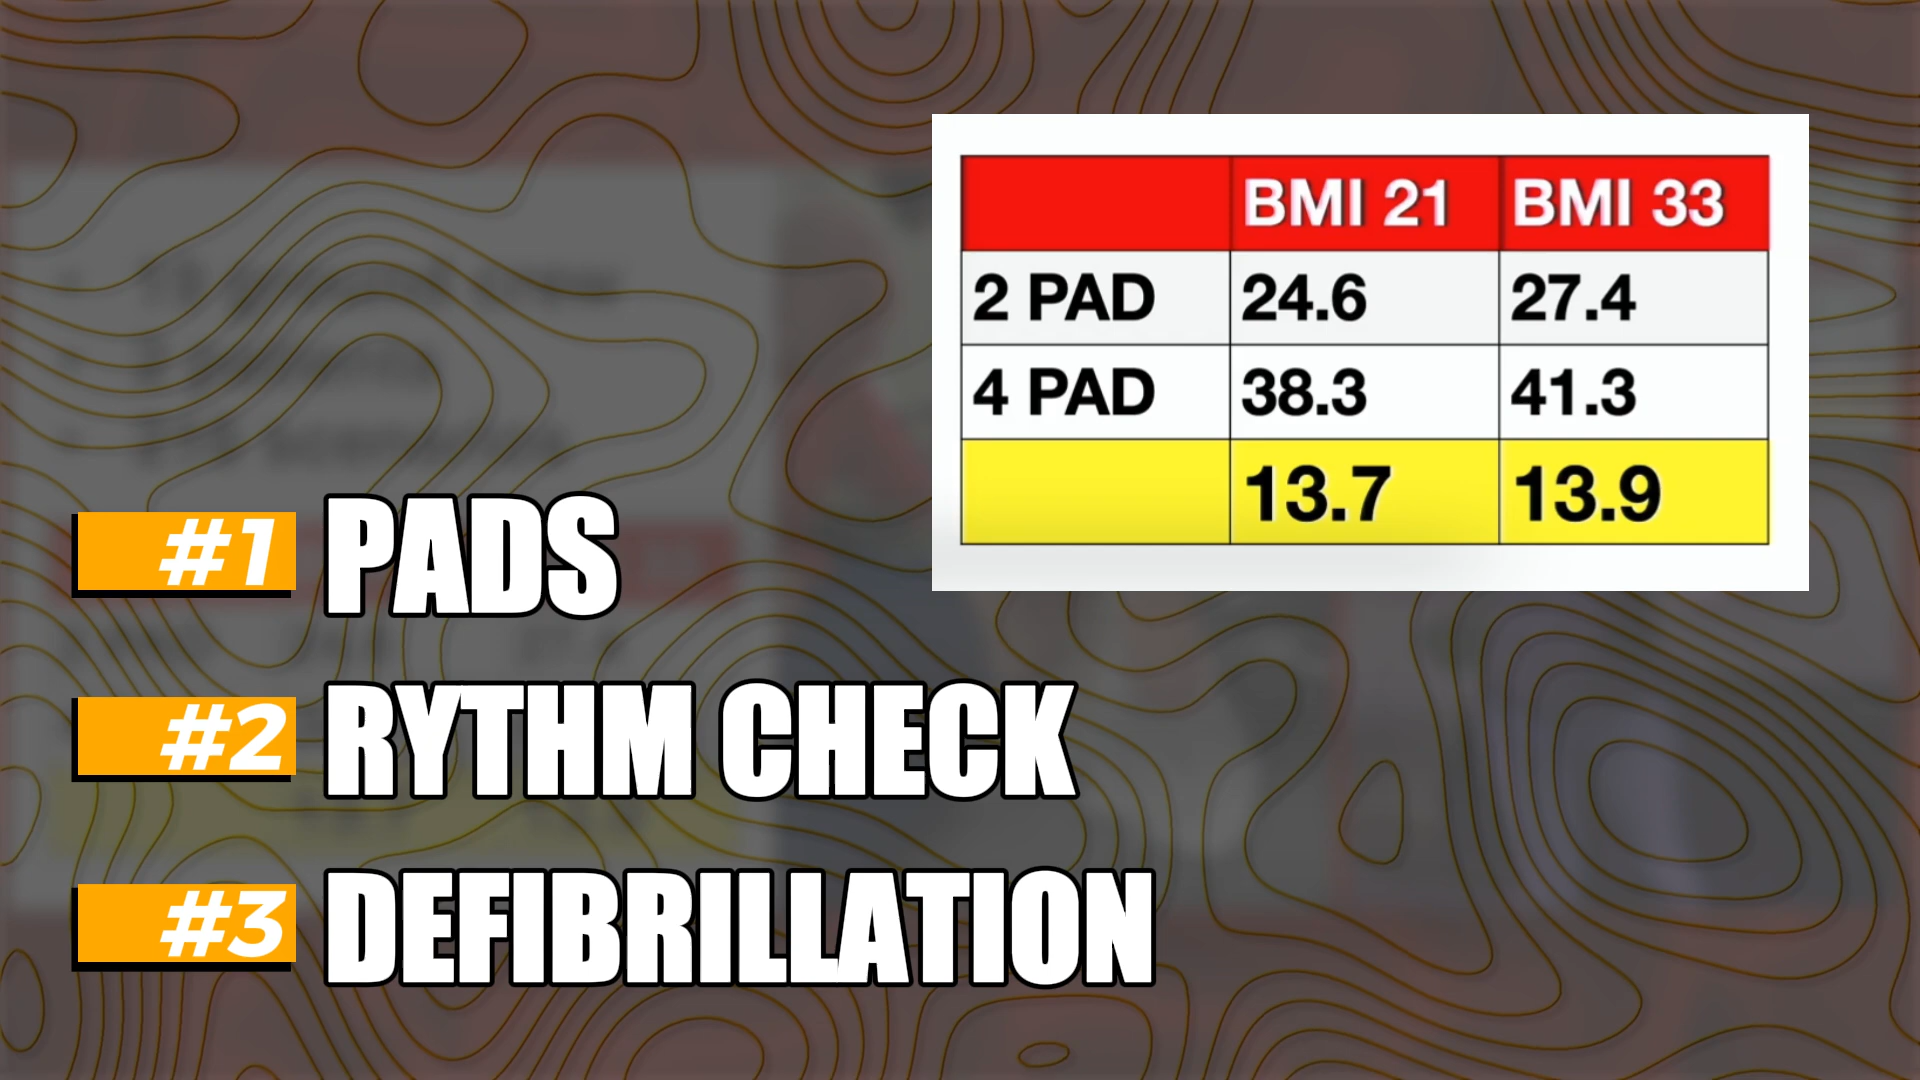 BMI 21 BMI 33
2 PAD 24.6 27.4
4 PAD 38.3 41.3
13.7 13.9
#1 PADS
#2 RYTHM CHECK
#3 DEFIBRILLATION